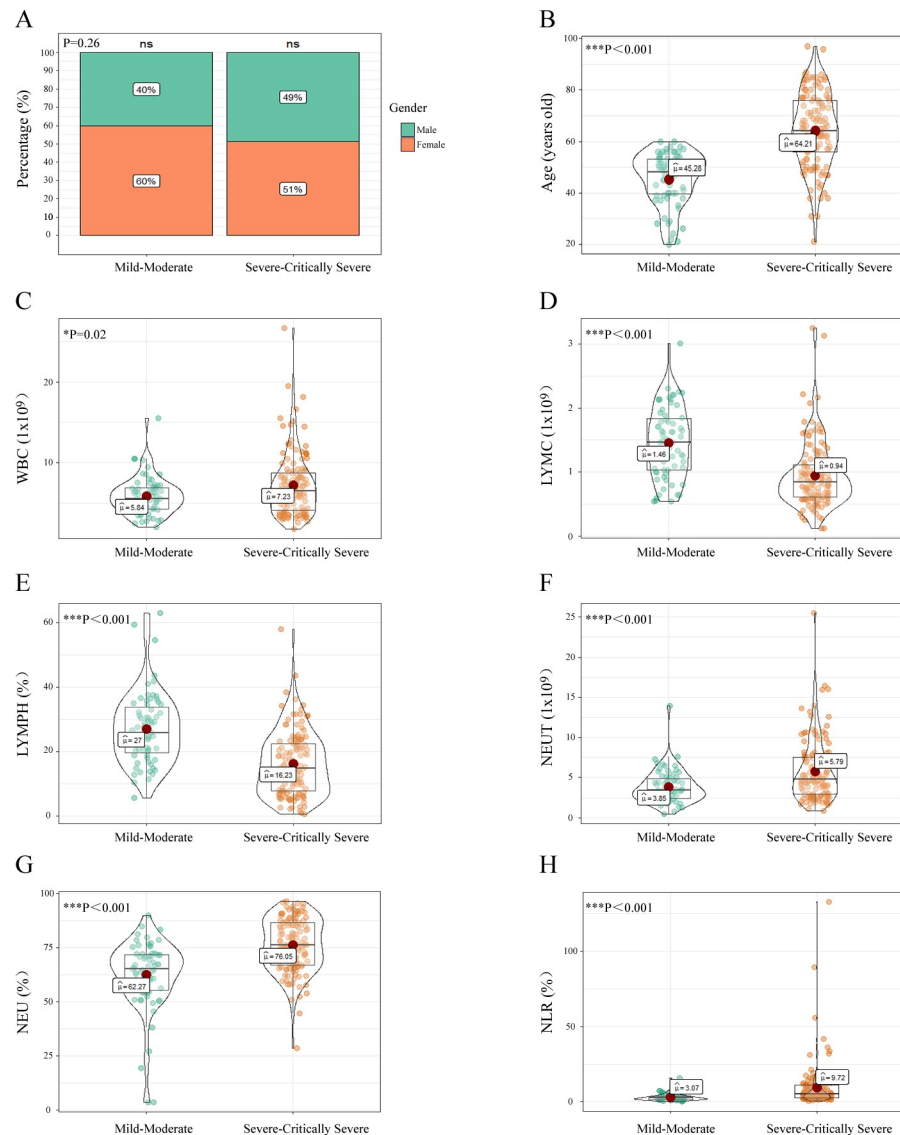 A
P=0.26
ns
ns
100
90
80
70
60
50
40
30
20
10
10
0
Percentage (%)
40%
60%
49%
51%
Gender
Male
Female
Mild-Moderate
Severe-Critically Severe
B
***P<0.001
100
80
60
40
20
Age (years old)
μ̂=45.28
μ̂=64.21
Mild-Moderate
Severe-Critically Severe
C
*P=0.02
20
10
WBC (1x10⁹)
μ̂=5.84
μ̂=7.23
Mild-Moderate
Severe-Critically Severe
D
***P<0.001
3
2
1
0
LYMC (1x10⁹)
μ̂=1.46
μ̂=0.94
Mild-Moderate
Severe-Critically Severe
E
***P<0.001
60
40
20
0
LYMPH (%)
μ̂=27
μ̂=16.23
Mild-Moderate
Severe-Critically Severe
F
***P<0.001
25
20
15
10
5
0
NEUT (1x10⁹)
μ̂=3.85
μ̂=5.79
Mild-Moderate
Severe-Critically Severe
G
***P<0.001
100
75
50
25
0
NEU (%)
μ̂=62.27
μ̂=76.05
Mild-Moderate
Severe-Critically Severe
H
***P<0.001
100
50
0
NLR (%)
μ̂=3.07
μ̂=9.72
Mild-Moderate
Severe-Critically Severe